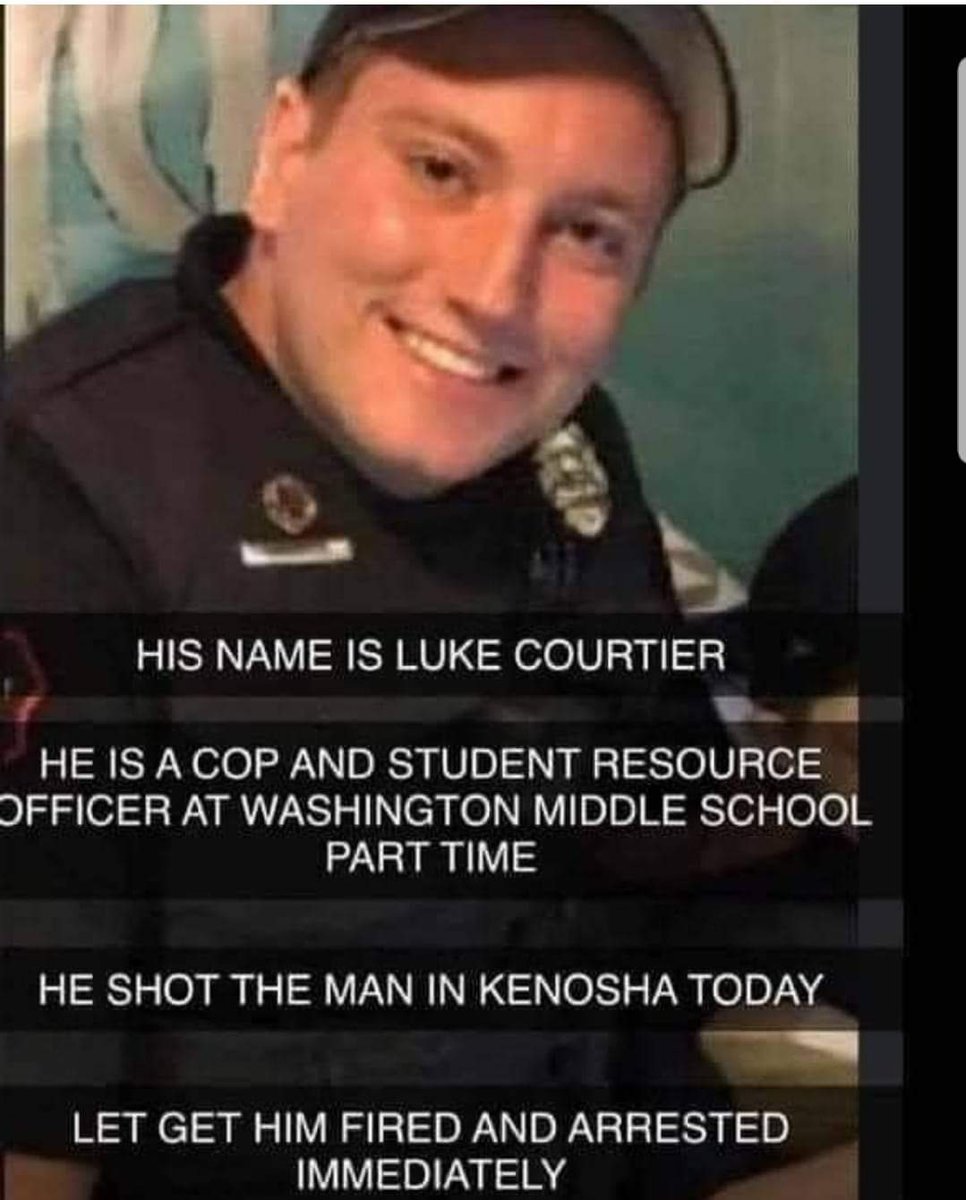 HIS NAME IS LUKE COURTIER
HE IS A COP AND STUDENT RESOURCE
OFFICER AT WASHINGTON MIDDLE SCHOOL
PART TIME
HE SHOT THE MAN IN KENOSHA TODAY
LET GET HIM FIRED AND ARRESTED
IMMEDIATELY